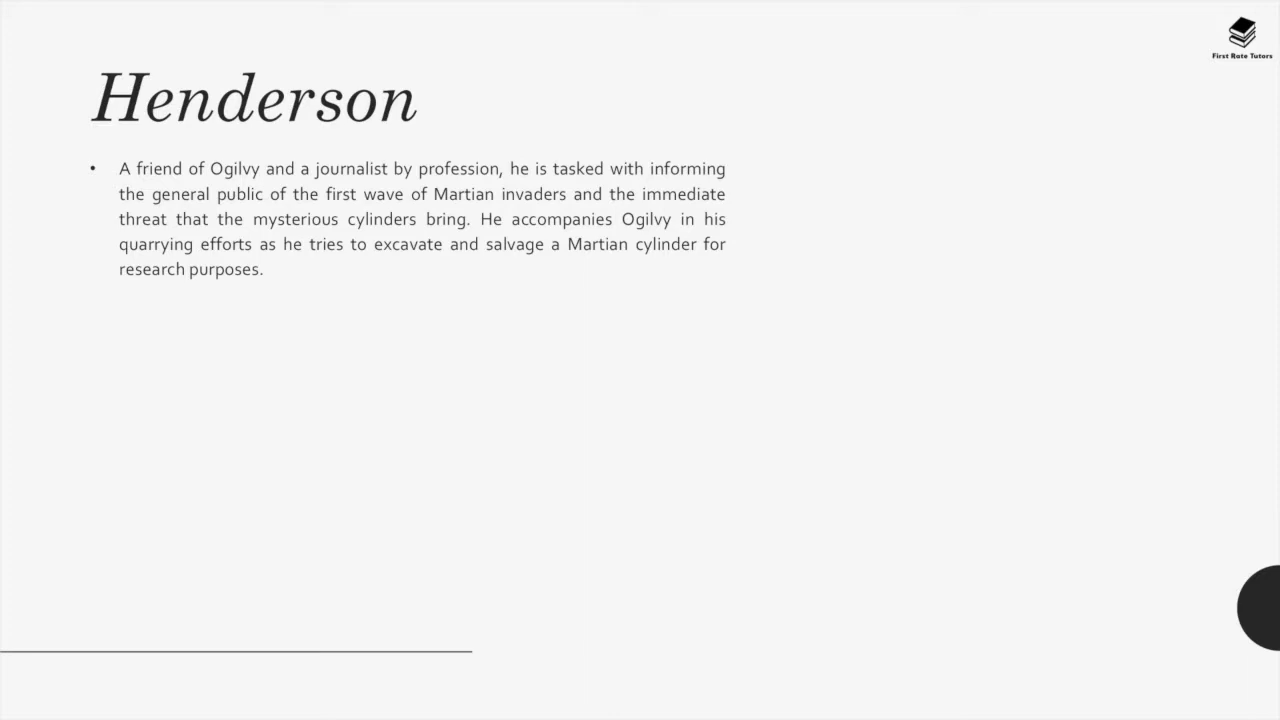 First Rate Tutors
Henderson
• A friend of Ogilvy and a journalist by profession, he is tasked with informing
the general public of the first wave of Martian invaders and the immediate
threat that the mysterious cylinders bring. He accompanies Ogilvy in his
quarrying efforts as he tries to excavate and salvage a Martian cylinder for
research purposes.